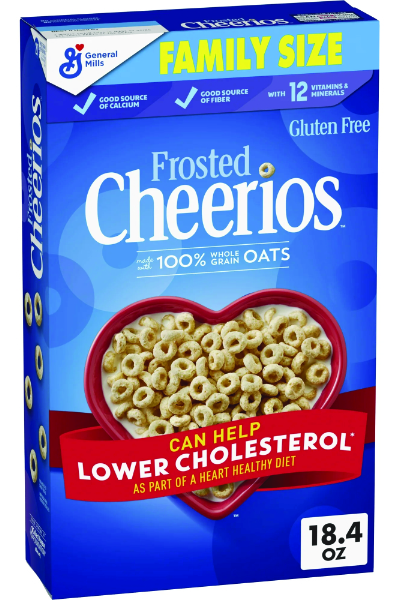 General
Mills
FAMILY SIZE
GOOD SOURCE
OF CALCIUM
GOOD SOURCE
OF FIBER
WITH 12 VITAMINS &
MINERALS
Gluten Free
Frosted
Cheerios™
made
with 100% WHOLE
GRAIN OATS
CAN HELP
LOWER CHOLESTEROL*
AS PART OF A HEART HEALTHY DIET
18.4
OZ
Frosted
Cheerios